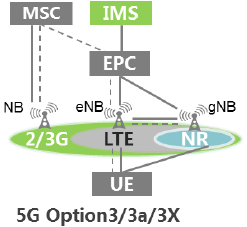 MSC IMS
EPC
NB eNB gNB
2/3G LTE NR
UE
5G Option3/3a/3X